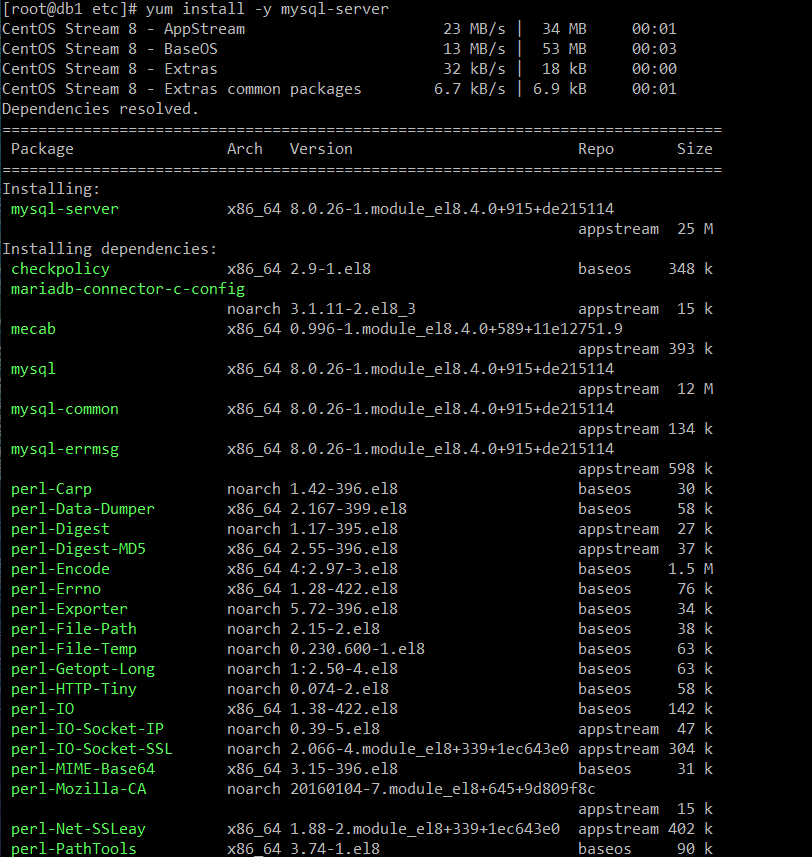 [root@db1 etc]# yum install -y mysql-server
CentOS Stream 8 - AppStream                      23 MB/s |  34 MB     00:01
CentOS Stream 8 - BaseOS                         13 MB/s |  53 MB     00:03
CentOS Stream 8 - Extras                         32 kB/s |  18 kB     00:00
CentOS Stream 8 - Extras common packages        6.7 kB/s | 6.9 kB     00:01
Dependencies resolved.
================================================================================
 Package                 Arch   Version                         Repo       Size
================================================================================
Installing:
 mysql-server            x86_64 8.0.26-1.module_el8.4.0+915+de215114
                                                                appstream  25 M
Installing dependencies:
 checkpolicy             x86_64 2.9-1.el8                       baseos    348 k
 mariadb-connector-c-config
                         noarch 3.1.11-2.el8_3                  appstream  15 k
 mecab                   x86_64 0.996-1.module_el8.4.0+589+11e12751.9
                                                                appstream 393 k
 mysql                   x86_64 8.0.26-1.module_el8.4.0+915+de215114
                                                                appstream  12 M
 mysql-common            x86_64 8.0.26-1.module_el8.4.0+915+de215114
                                                                appstream 134 k
 mysql-errmsg            x86_64 8.0.26-1.module_el8.4.0+915+de215114
                                                                appstream 598 k
 perl-Carp               noarch 1.42-396.el8                    baseos     30 k
 perl-Data-Dumper        x86_64 2.167-399.el8                   baseos     58 k
 perl-Digest             noarch 1.17-395.el8                    appstream  27 k
 perl-Digest-MD5         x86_64 2.55-396.el8                    appstream  37 k
 perl-Encode             x86_64 4:2.97-3.el8                    baseos    1.5 M
 perl-Errno              x86_64 1.28-422.el8                    baseos     76 k
 perl-Exporter           noarch 5.72-396.el8                    baseos     34 k
 perl-File-Path          noarch 2.15-2.el8                      baseos     38 k
 perl-File-Temp          noarch 0.230.600-1.el8                 baseos     63 k
 perl-Getopt-Long        noarch 1:2.50-4.el8                    baseos     63 k
 perl-HTTP-Tiny          noarch 0.074-2.el8                     baseos     58 k
 perl-IO                 x86_64 1.38-422.el8                    baseos    142 k
 perl-IO-Socket-IP       noarch 0.39-5.el8                      appstream  47 k
 perl-IO-Socket-SSL      noarch 2.066-4.module_el8+339+1ec643e0 appstream 304 k
 perl-MIME-Base64        x86_64 3.15-396.el8                    baseos     31 k
 perl-Mozilla-CA         noarch 20160104-7.module_el8+645+9d809f8c
                                                                appstream  15 k
 perl-Net-SSLeay         x86_64 1.88-2.module_el8+339+1ec643e0  appstream 402 k
 perl-PathTools          x86_64 3.74-1.el8                      baseos     90 k